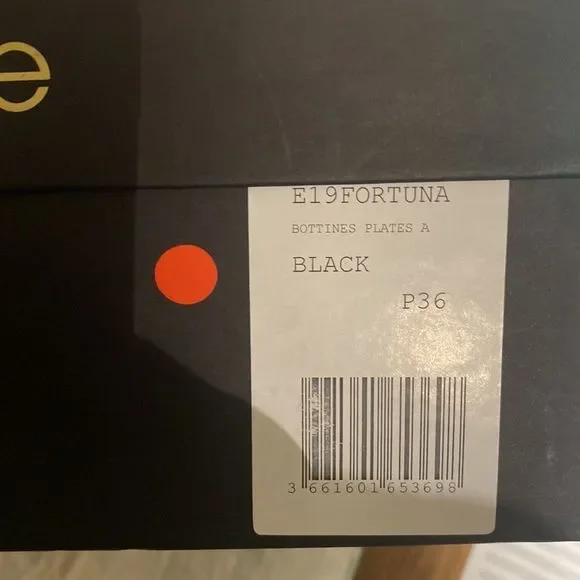 e
E19FORTUNA
BOTTINES PLATES A
BLACK
P36
3 661601 653698